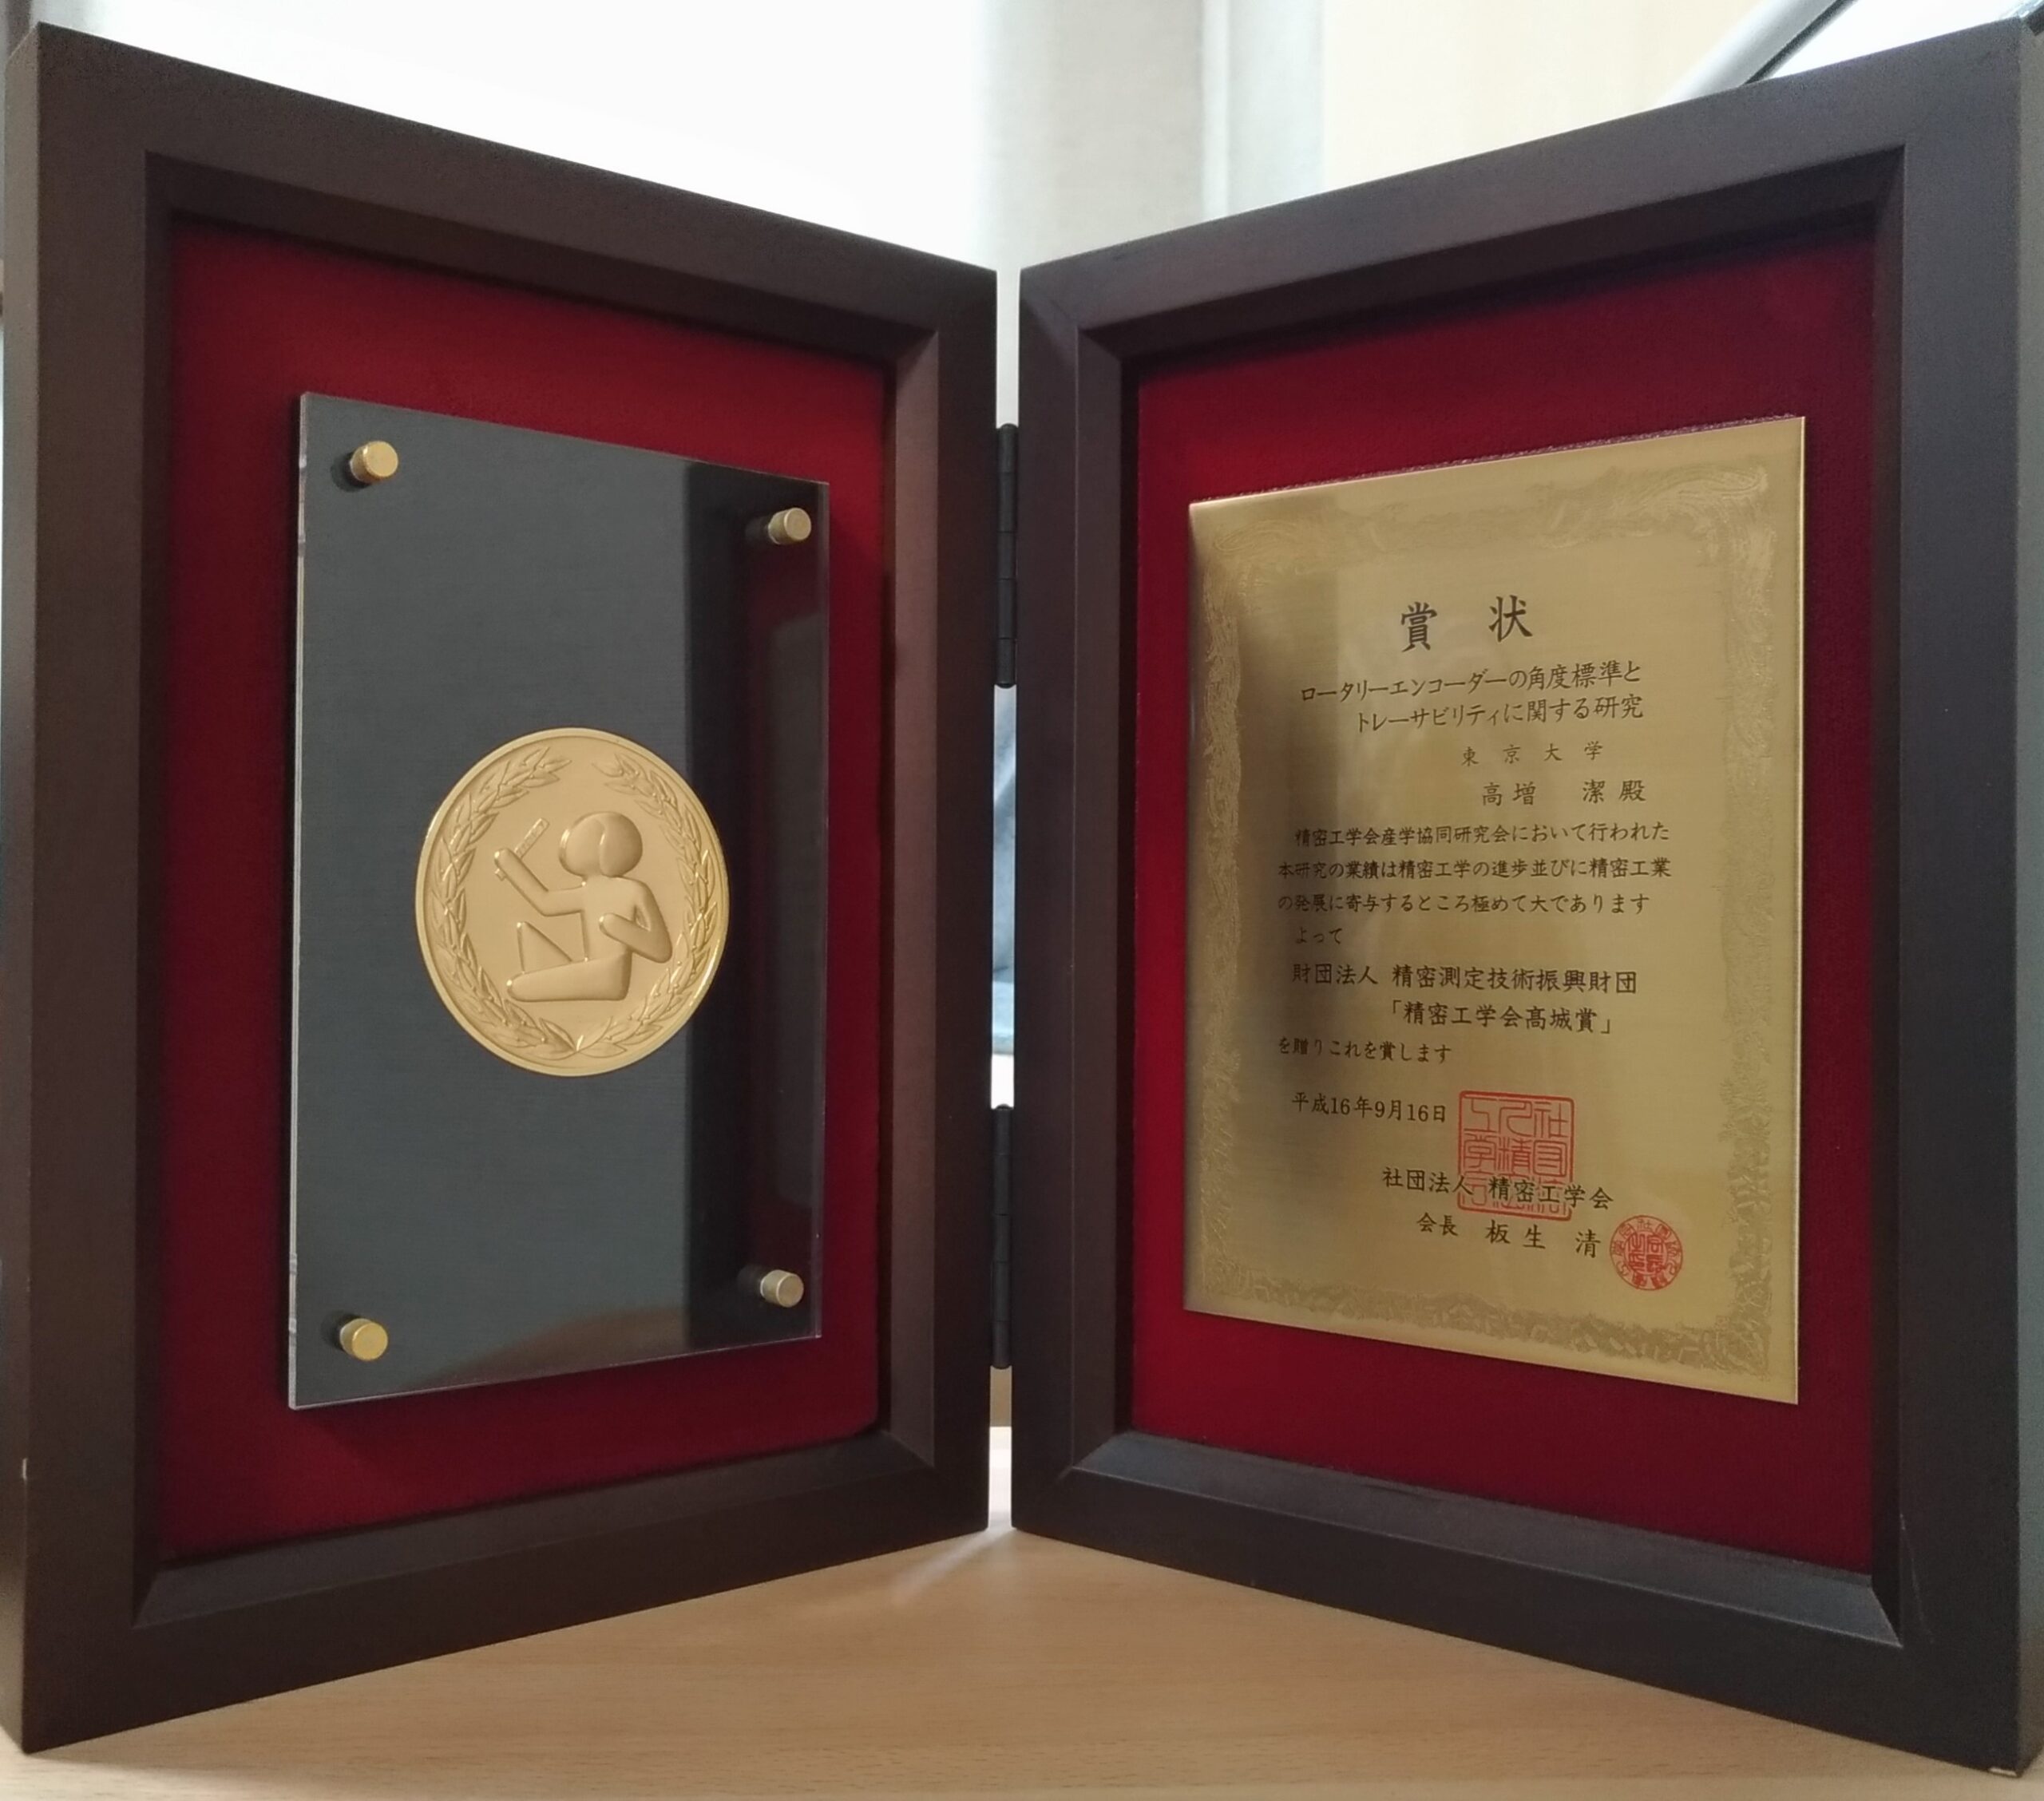 賞 状
ロータリーエンコーダーの角度標準と
トレーサビリティに関する研究
東 京 大 学
高増 潔 殿
精密工学会産学協同研究会において行われた
本研究の業績は精密工学の進歩並びに精密工業
の発展に寄与するところ極めて大であります
よって
財団法人 精密測定技術振興財団
「精密工学会髙城賞」
を贈りこれを賞します
平成16年9月16日
社団法人 精密工学会
会長 板生 清